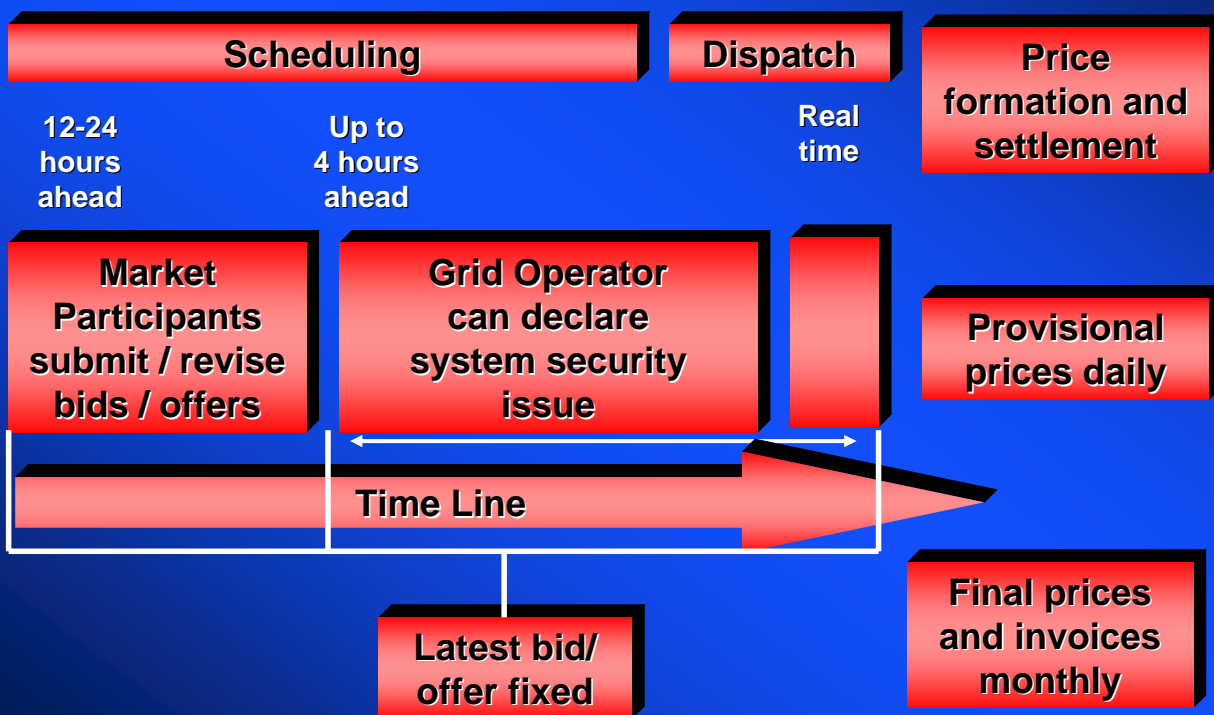 Scheduling
Dispatch
Price
formation and
settlement
12-24
hours
ahead
Up to
4 hours
ahead
Real
time
Market
Participants
submit / revise
bids / offers
Grid Operator
can declare
system security
issue
Provisional
prices daily
Time Line
Latest bid/
offer fixed
Final prices
and invoices
monthly